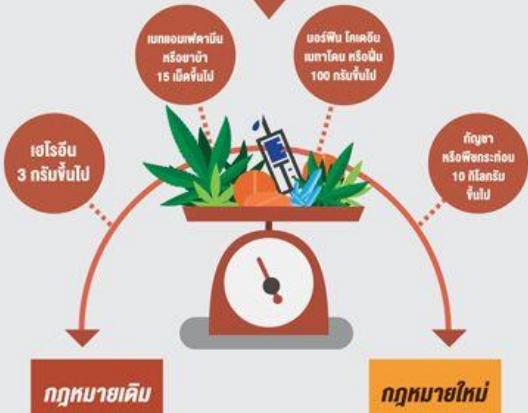 เมทแอมเฟตามีน
หรือยาบ้า
15 เม็ดขึ้นไป
มอร์ฟีน โคเดอีน
เมทาโดน หรือฝิ่น
100 กรัมขึ้นไป
เฮโรอีน
3 กรัมขึ้นไป
กัญชา
หรือพืชกระท่อม
10 กิโลกรัม
ขึ้นไป
กฎหมายเดิม
กฎหมายใหม่